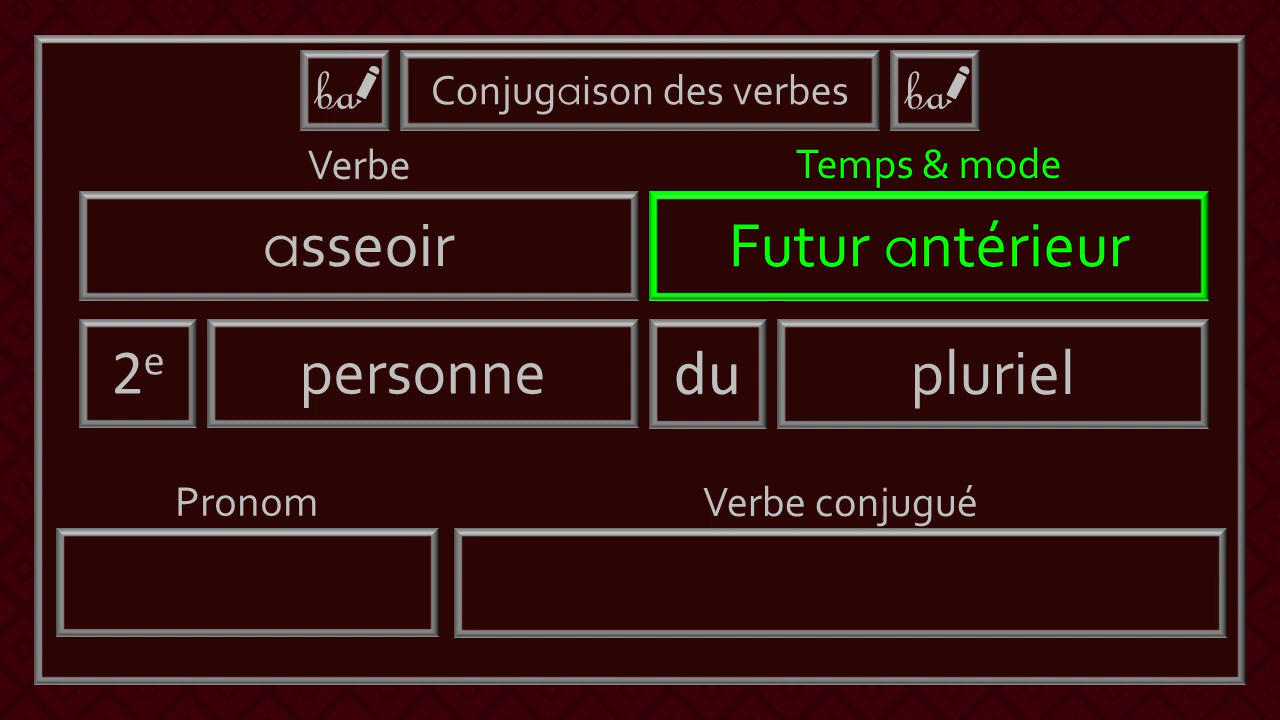 ba Conjugaison des verbes ba
Verbe
Temps & mode
asseoir
Futur antérieur
2e personne du pluriel
Pronom
Verbe conjugué